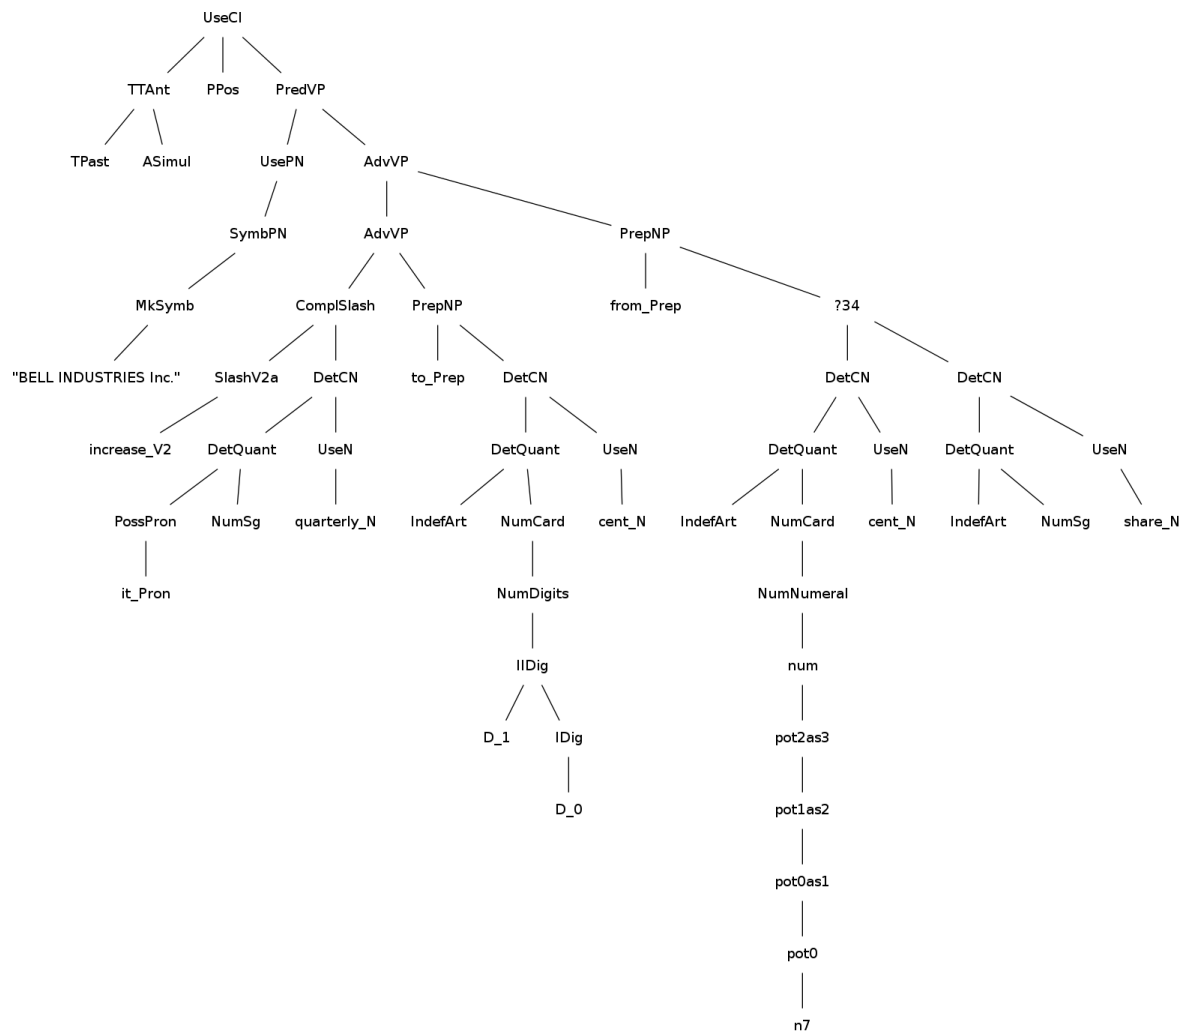 UseCl
TTAnt PPos PredVP
TPast ASimul UsePN AdvVP
SymbPN AdvVP PrepNP
MkSymb ComplSlash PrepNP from_Prep ?34
"BELL INDUSTRIES Inc." SlashV2a DetCN to_Prep DetCN DetCN DetCN
increase_V2 DetQuant UseN DetQuant UseN DetQuant UseN DetQuant UseN
PossPron NumSg quarterly_N IndefArt NumCard cent_N IndefArt NumCard cent_N IndefArt NumSg share_N
it_Pron NumDigits NumNumeral
IIDig num
D_1 IDig pot2as3
D_0 pot1as2
pot0as1
pot0
n7